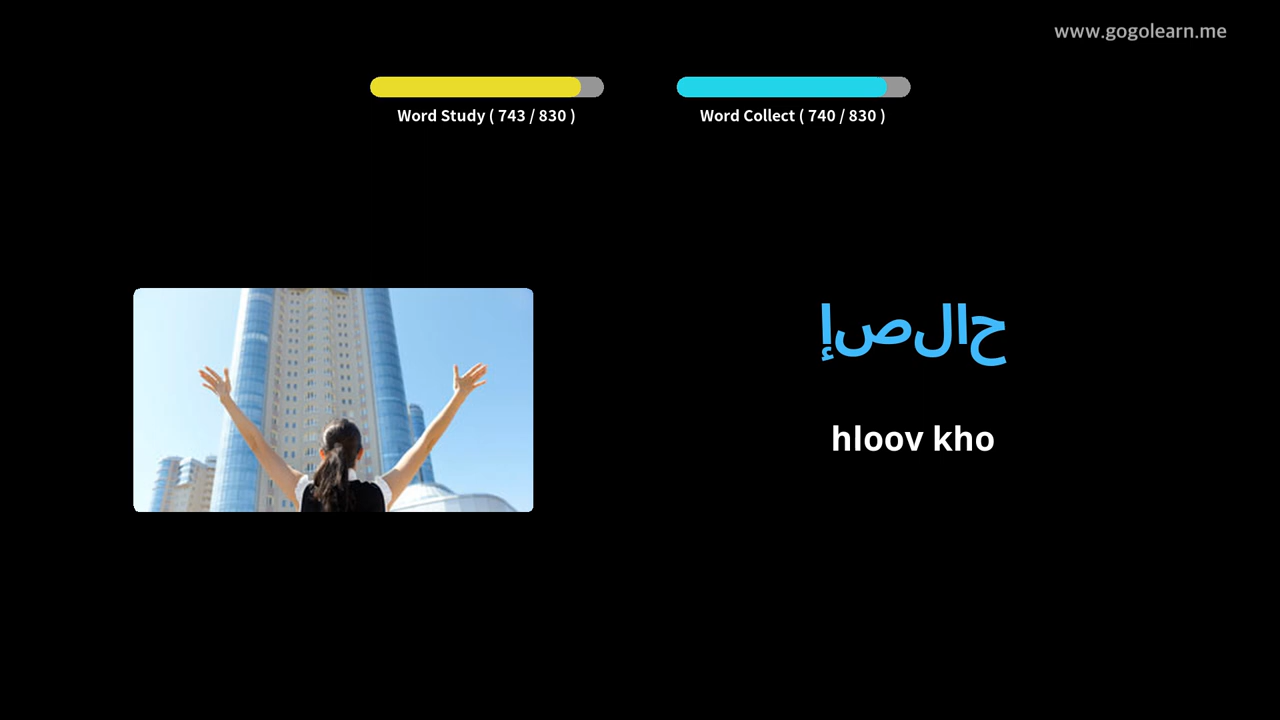 www.gogolearn.me
Word Study ( 743 / 830 )
Word Collect ( 740 / 830 )
إصلاح
hloov kho